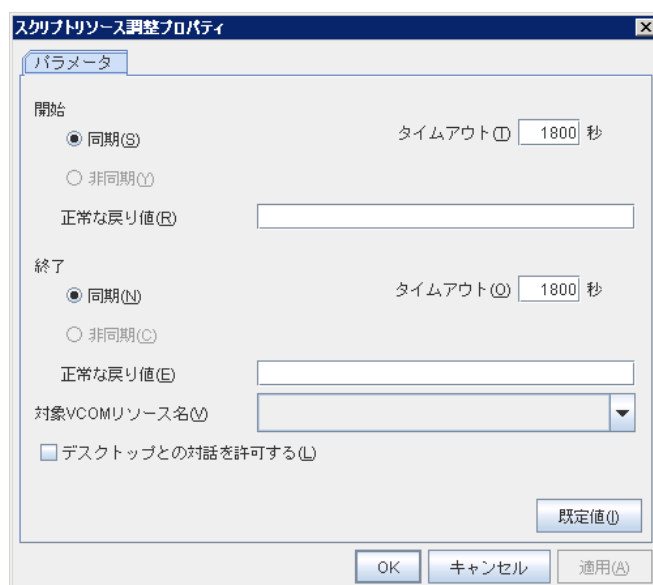 スクリプトリソース調整プロパティ
パラメータ
開始
同期(S) タイムアウト(T) 1800 秒
非同期(Y)
正常な戻り値(R)
終了
同期(N) タイムアウト(O) 1800 秒
非同期(C)
正常な戻り値(E)
対象VCOMリソース名(V)
デスクトップとの対話を許可する(L)
既定値(I)
OK キャンセル 適用(A)